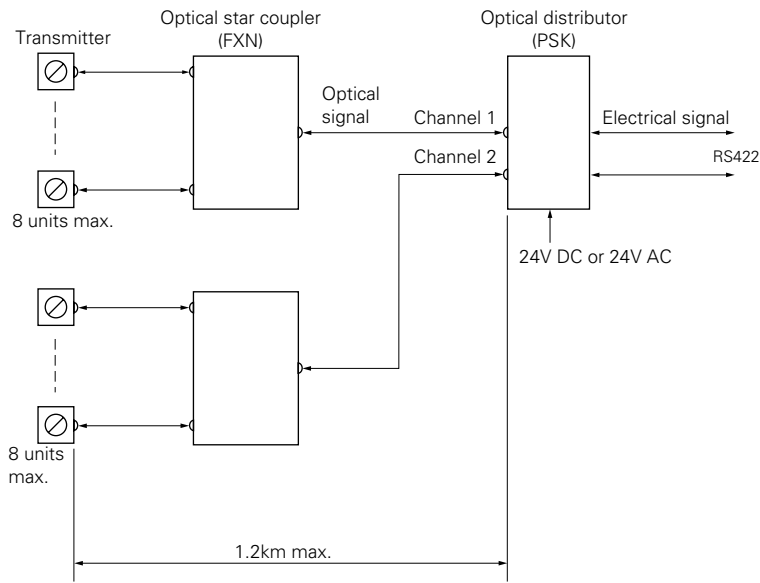 Optical star coupler
(FXN)
Optical distributor
(PSK)
Transmitter
Optical
signal
Channel 1
Electrical signal
Channel 2
RS422
8 units max.
24V DC or 24V AC
8 units
max.
1.2km max.